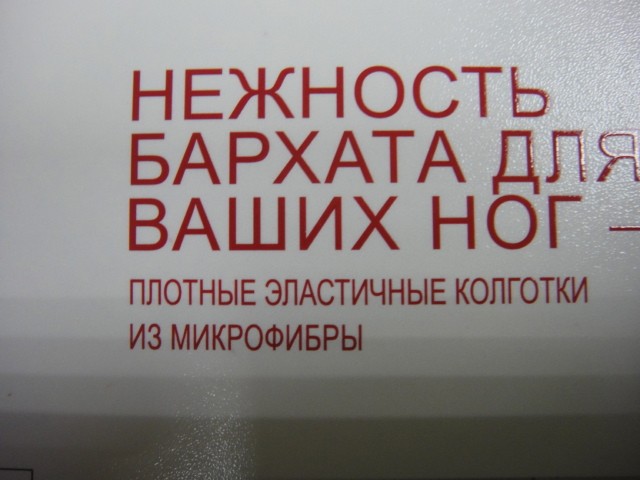 НЕЖНОСТЬ
БАРХАТА ДЛЯ
ВАШИХ НОГ –
ПЛОТНЫЕ ЭЛАСТИЧНЫЕ КОЛГОТКИ
ИЗ МИКРОФИБРЫ